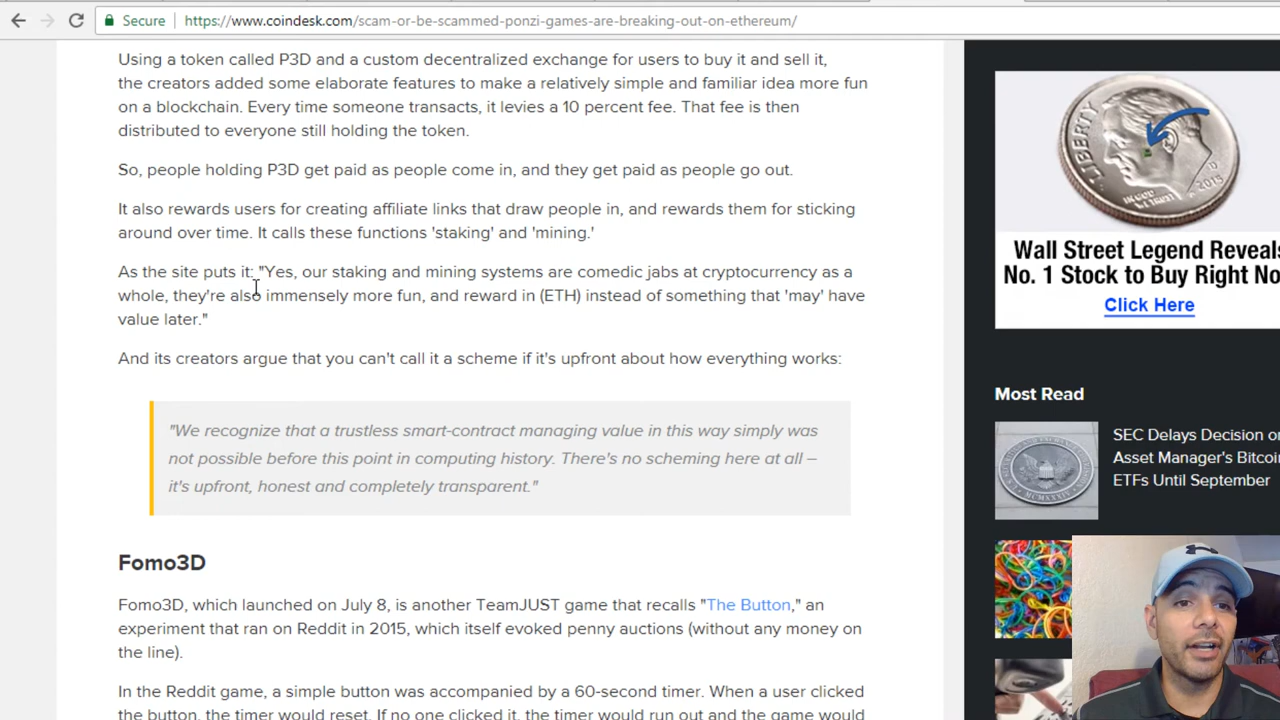 Secure https://www.coindesk.com/scam-or-be-scammed-ponzi-games-are-breaking-out-on-ethereum/
Using a token called P3D and a custom decentralized exchange for users to buy it and sell it,
the creators added some elaborate features to make a relatively simple and familiar idea more fun
on a blockchain. Every time someone transacts, it levies a 10 percent fee. That fee is then
distributed to everyone still holding the token.
So, people holding P3D get paid as people come in, and they get paid as people go out.
It also rewards users for creating affiliate links that draw people in, and rewards them for sticking
around over time. It calls these functions 'staking' and 'mining.'
As the site puts it: "Yes, our staking and mining systems are comedic jabs at cryptocurrency as a
whole, they're also immensely more fun, and reward in (ETH) instead of something that 'may' have
value later."
And its creators argue that you can't call it a scheme if it's upfront about how everything works:
"We recognize that a trustless smart-contract managing value in this way simply was
not possible before this point in computing history. There's no scheming here at all –
it's upfront, honest and completely transparent."
Fomo3D
Fomo3D, which launched on July 8, is another TeamJUST game that recalls "The Button," an
experiment that ran on Reddit in 2015, which itself evoked penny auctions (without any money on
the line).
In the Reddit game, a simple button was accompanied by a 60-second timer. When a user clicked
the button, the timer would reset. If no one clicked it, the timer would run out and the game would
LIBERTY
IN GOD WE TRUST
2015
Wall Street Legend Reveals
No. 1 Stock to Buy Right No
Click Here
Most Read
SEC Delays Decision on
Asset Manager's Bitcoi
ETFs Until September